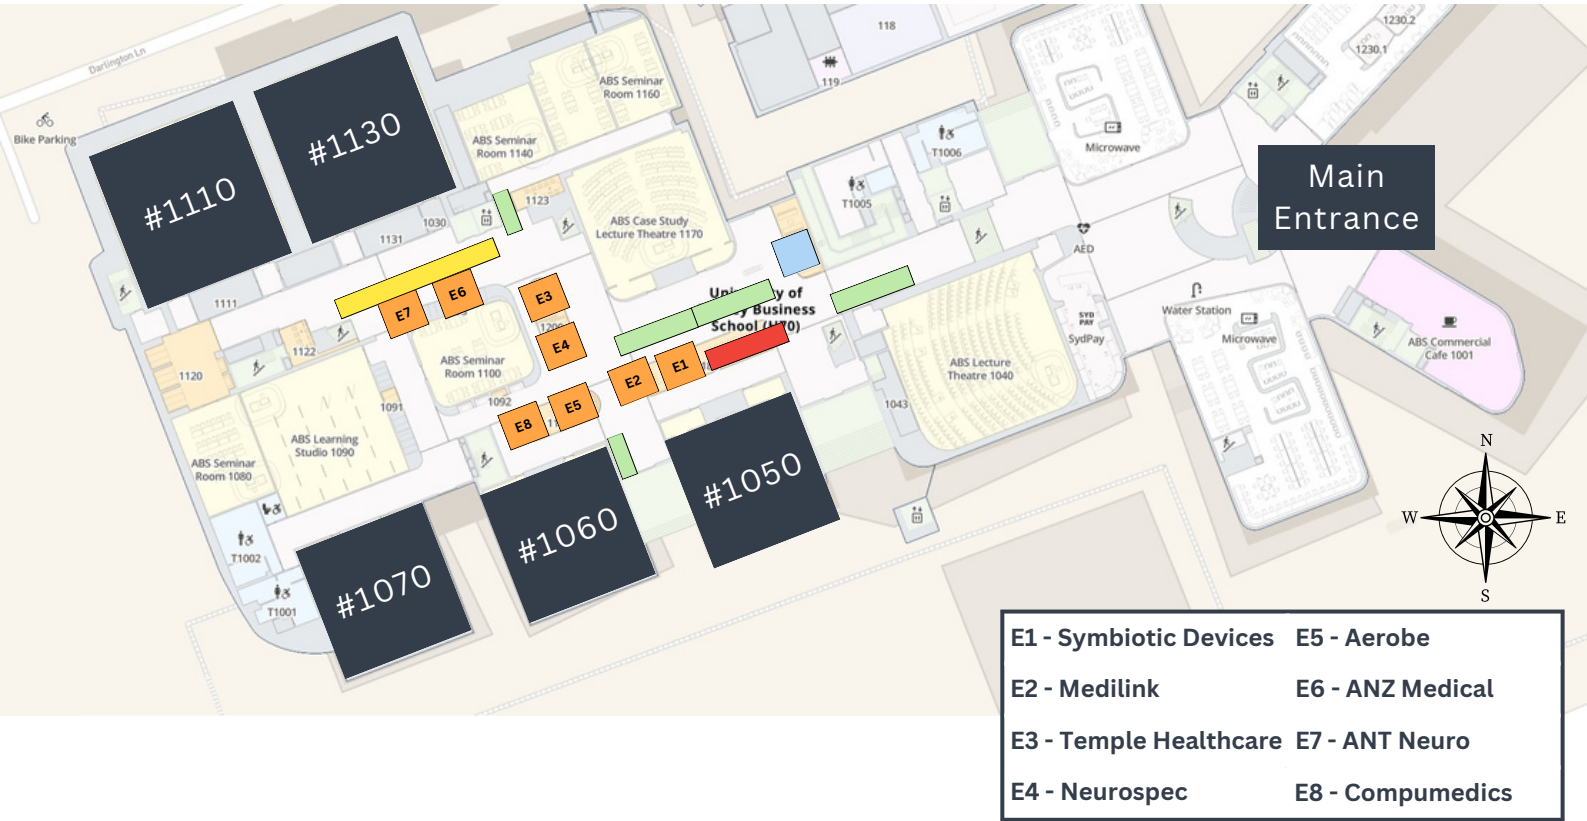 118
1230.2
1230.1
119
Darlington Ln
Bike Parking
ABS Seminar
Room 1160
ABS Seminar
Room 1140
Microwave
T1006
T1005
#1130
#1110
Main
Entrance
1123
1030
1131
1111
ABS Case Study
Lecture Theatre 1170
AED
E6
E7
E3
E4
Business
School
ABS Seminar
Room 1100
1122
1120
1092
1091
E1
E2
E5
E8
SYD
PAY
SydPay
Water Station
Microwave
ABS Commercial
Cafe 1001
ABS Lecture
Theatre 1040
1043
ABS Learning
Studio 1090
ABS Seminar
Room 1080
T1002
T1001
#1050
#1060
#1070
N
W
E
S
E1 - Symbiotic Devices
E2 - Medilink
E3 - Temple Healthcare
E4 - Neurospec
E5 - Aerobe
E6 - ANZ Medical
E7 - ANT Neuro
E8 - Compumedics